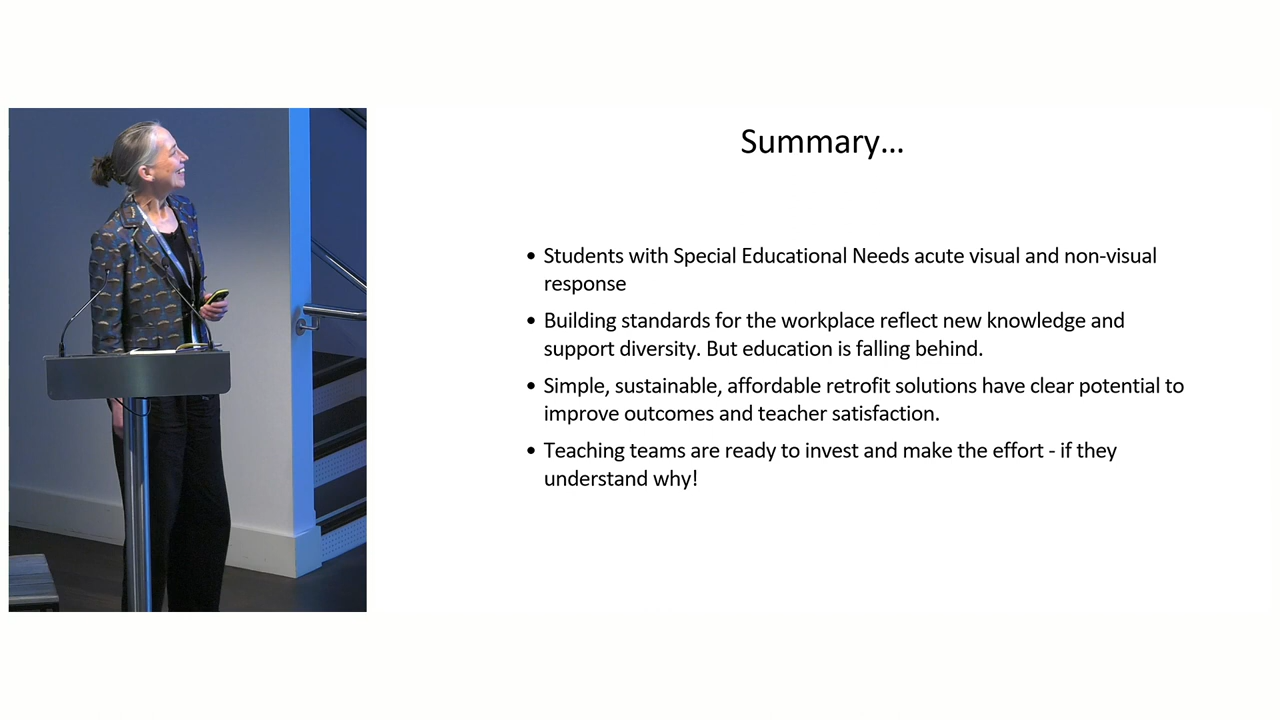 Summary...
• Students with Special Educational Needs acute visual and non-visual
response
• Building standards for the workplace reflect new knowledge and
support diversity. But education is falling behind.
• Simple, sustainable, affordable retrofit solutions have clear potential to
improve outcomes and teacher satisfaction.
• Teaching teams are ready to invest and make the effort - if they
understand why!